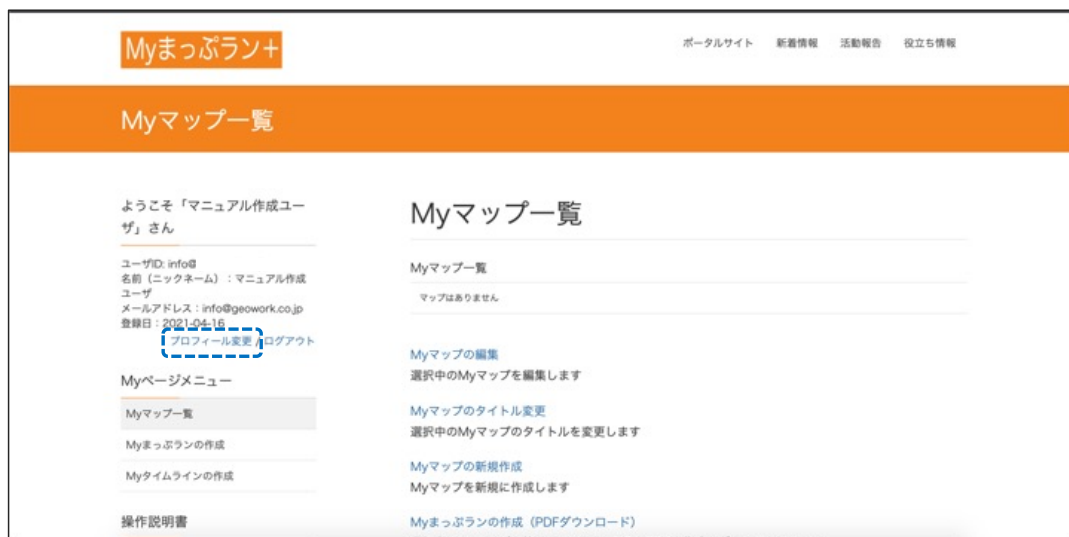 Myまっぷラン+
ポータルサイト 新着情報 活動報告 役立ち情報
Myマップ一覧
ようこそ「マニュアル作成ユー
ザ」さん
ユーザID: info@
名前（ニックネーム）：マニュアル作成
ユーザ
メールアドレス：info@geowork.co.jp
登録日：2021-04-16
プロフィール変更 / ログアウト
Myページメニュー
Myマップ一覧
Myまっぷランの作成
Myタイムラインの作成
操作説明書
Myマップ一覧
Myマップ一覧
マップはありません
Myマップの編集
選択中のMyマップを編集します
Myマップのタイトル変更
選択中のMyマップのタイトルを変更します
Myマップの新規作成
Myマップを新規に作成します
Myまっぷランの作成（PDFダウンロード）